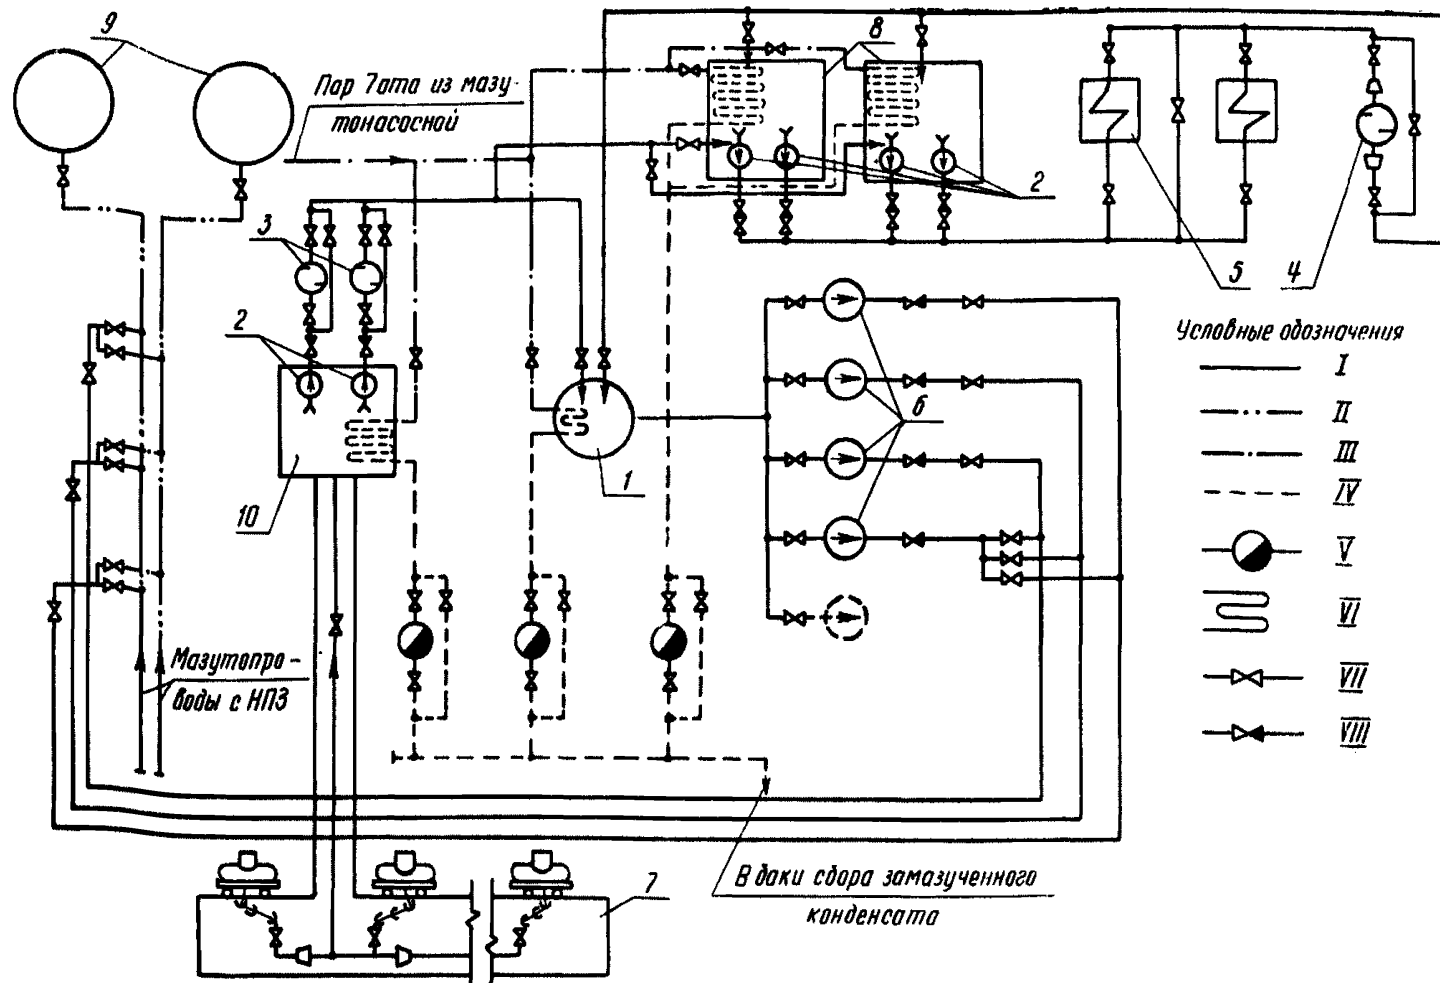 9
8
Пар 7ата из мазу-
тонасосной
3
2
2
5
4
Условные обозначения
I
II
III
IV
V
VI
VII
VIII
6
1
10
Мазутопро-
воды с НПЗ
В баки сбора замазученного
конденсата
7